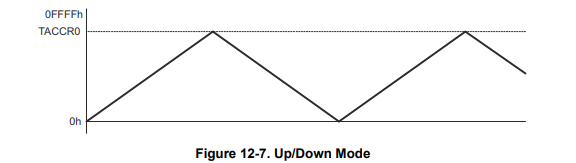 0FFFFh
TACCR0
0h
Figure 12-7. Up/Down Mode